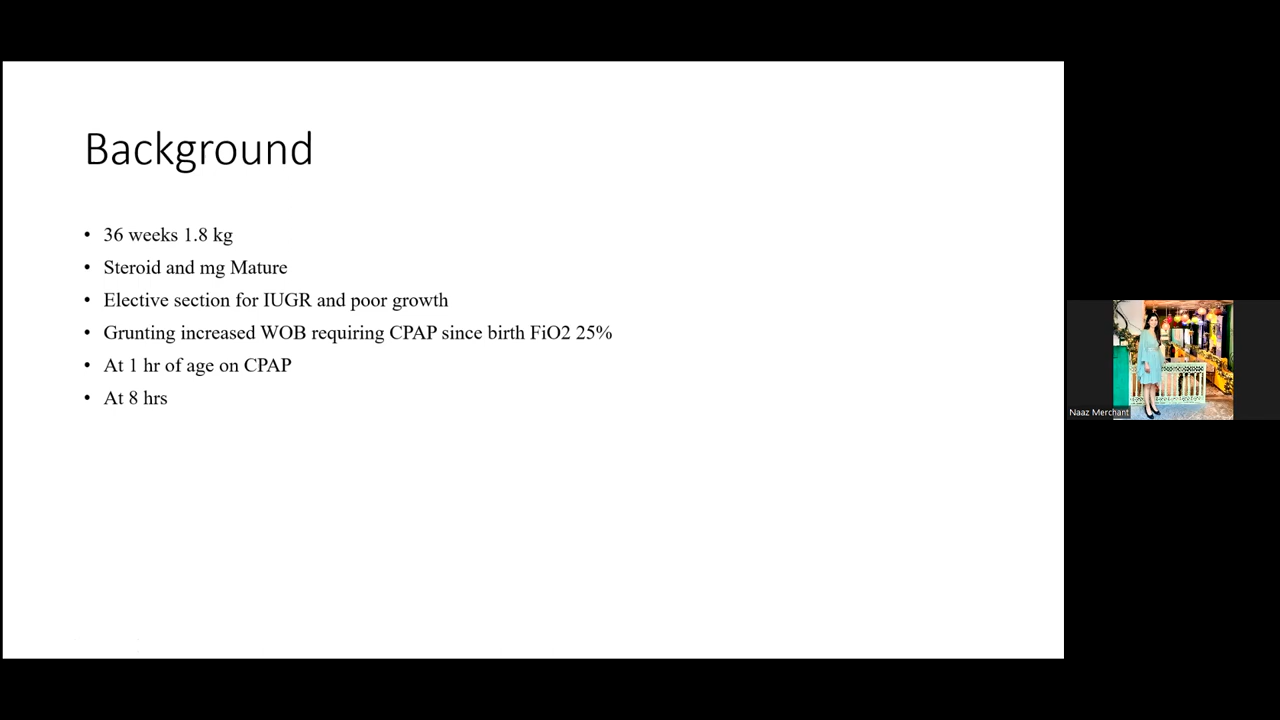 Background
• 36 weeks 1.8 kg
• Steroid and mg Mature
• Elective section for IUGR and poor growth
• Grunting increased WOB requiring CPAP since birth FiO2 25%
• At 1 hr of age on CPAP
• At 8 hrs
Naaz Merchant